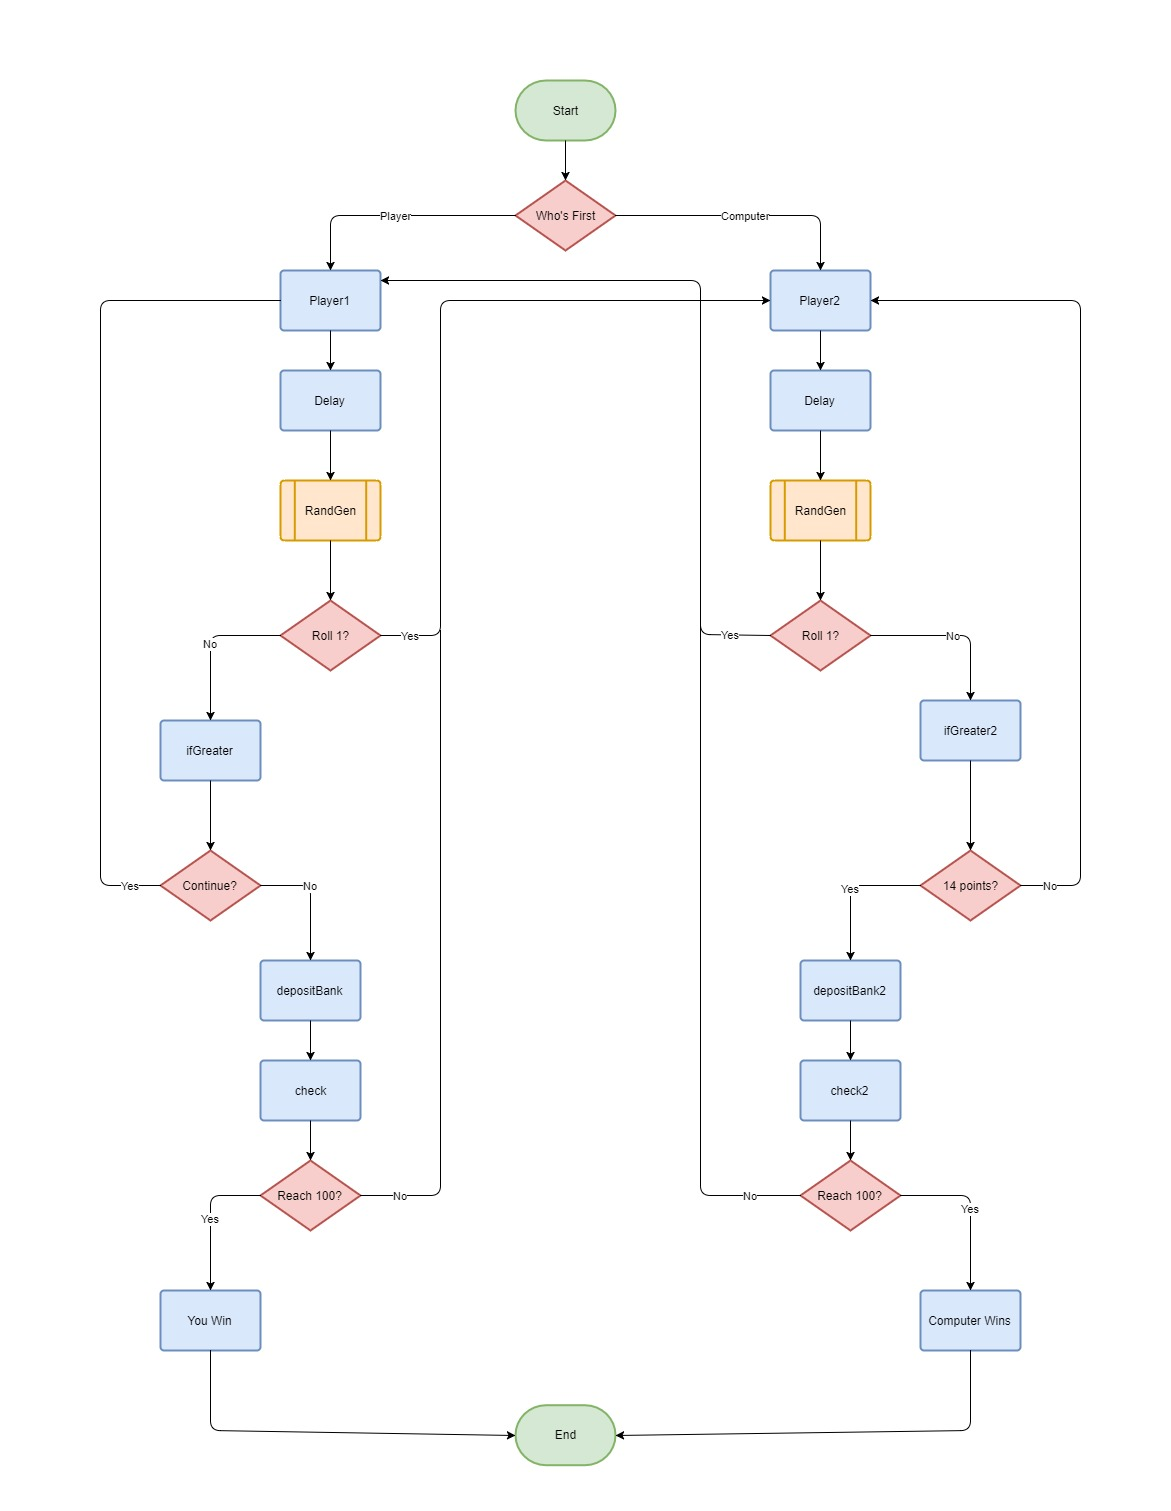 Start
Who's First
Player
Computer
Player1
Player2
Delay
Delay
RandGen
RandGen
Roll 1?
Yes
Yes
Roll 1?
No
No
ifGreater
ifGreater2
Yes
Continue?
No
Yes
14 points?
No
depositBank
depositBank2
check
check2
Reach 100?
No
No
Reach 100?
Yes
Yes
You Win
Computer Wins
End